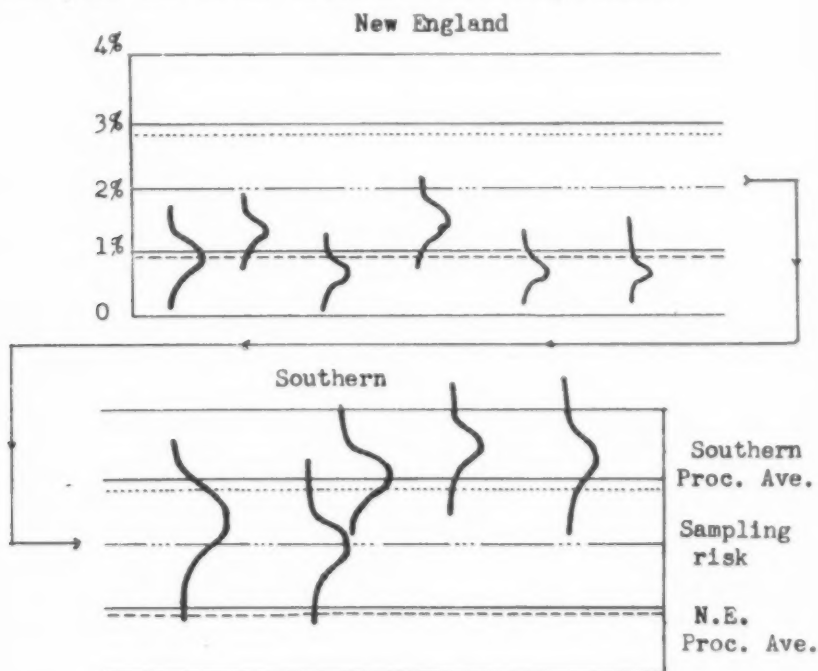 New England
4%
3%
2%
1%
0
Southern
Southern
Proc. Ave.
Sampling
risk
N.E.
Proc. Ave.